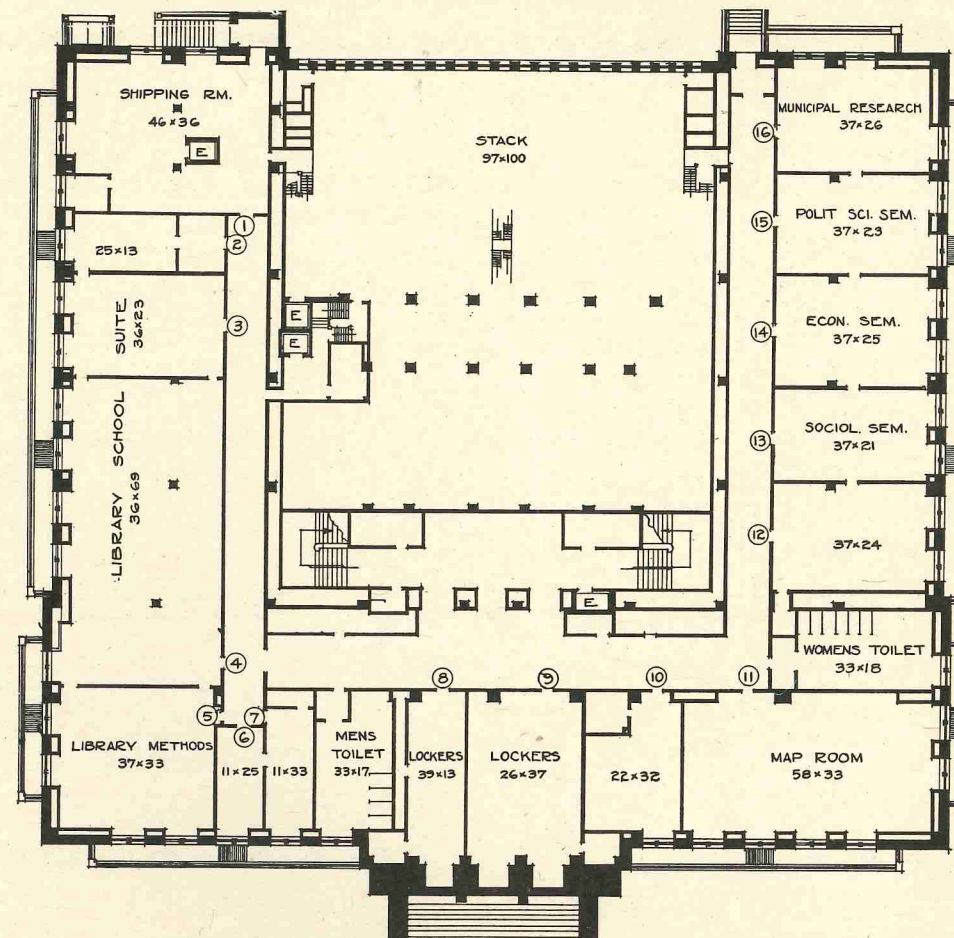 SHIPPING RM.
46×36
E
STACK
97×100
MUNICIPAL RESEARCH
37×26
16
1
2
25×13
POLIT SCI. SEM.
37×23
15
SUITE
36×23
3
E
E
ECON. SEM.
37×25
14
LIBRARY SCHOOL
36×69
SOCIOL. SEM.
37×21
13
12
37×24
E
WOMENS TOILET
33×18
4
8
9
10
11
5
6
7
LIBRARY METHODS
37×33
11×25
11×33
MENS
TOILET
33×17
LOCKERS
39×13
LOCKERS
26×37
22×32
MAP ROOM
58×33